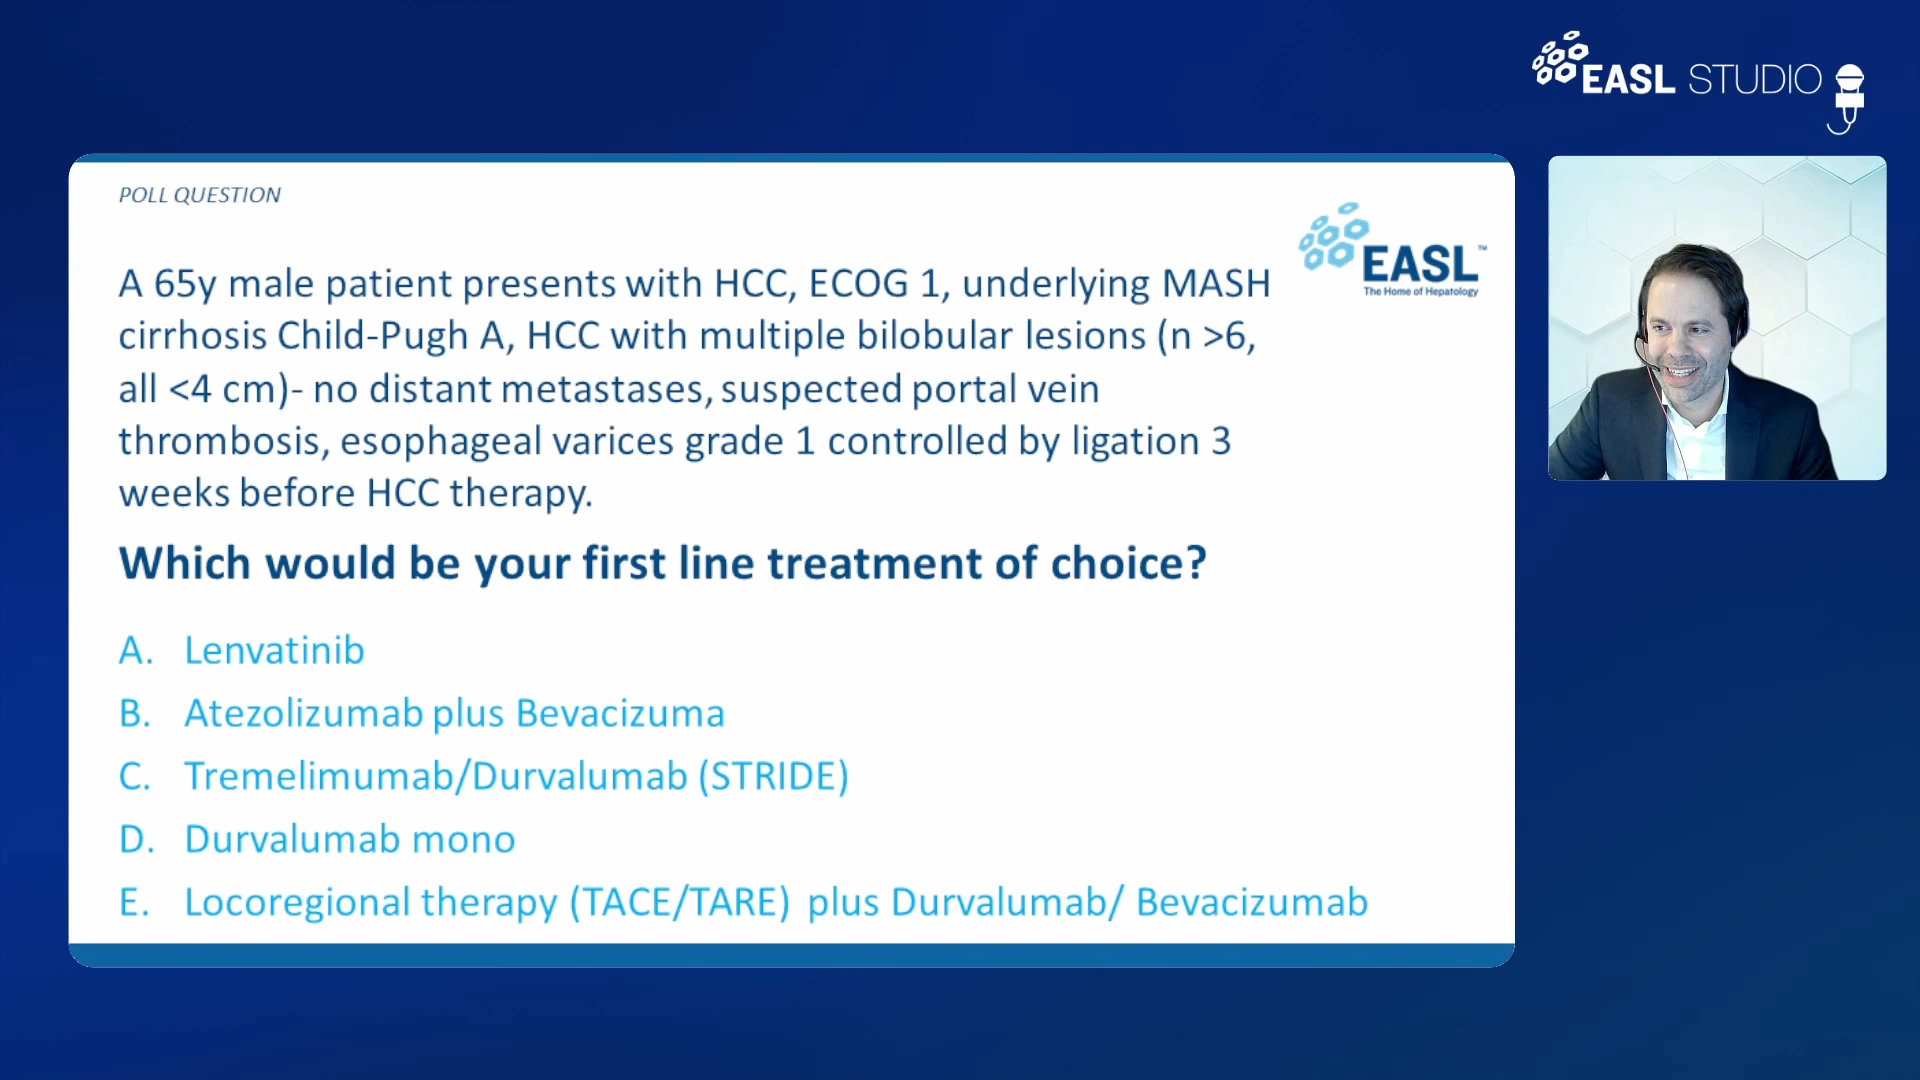 EASL STUDIO
POLL QUESTION
EASL™
The Home of Hepatology
A 65y male patient presents with HCC, ECOG 1, underlying MASH
cirrhosis Child-Pugh A, HCC with multiple bilobular lesions (n >6,
all <4 cm)- no distant metastases, suspected portal vein
thrombosis, esophageal varices grade 1 controlled by ligation 3
weeks before HCC therapy.
Which would be your first line treatment of choice?
A. Lenvatinib
B. Atezolizumab plus Bevacizuma
C. Tremelimumab/Durvalumab (STRIDE)
D. Durvalumab mono
E. Locoregional therapy (TACE/TARE) plus Durvalumab/ Bevacizumab